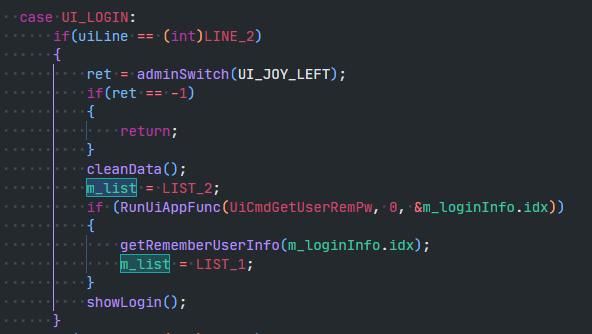 case UI_LOGIN:
if(uiLine == (int)LINE_2)
{
ret = adminSwitch(UI_JOY_LEFT);
if(ret == -1)
{
return;
}
cleanData();
m_list = LIST_2;
if (RunUiAppFunc(UiCmdGetUserRemPw, 0, &m_loginInfo.idx))
{
getRememberUserInfo(m_loginInfo.idx);
m_list = LIST_1;
}
showLogin();
}